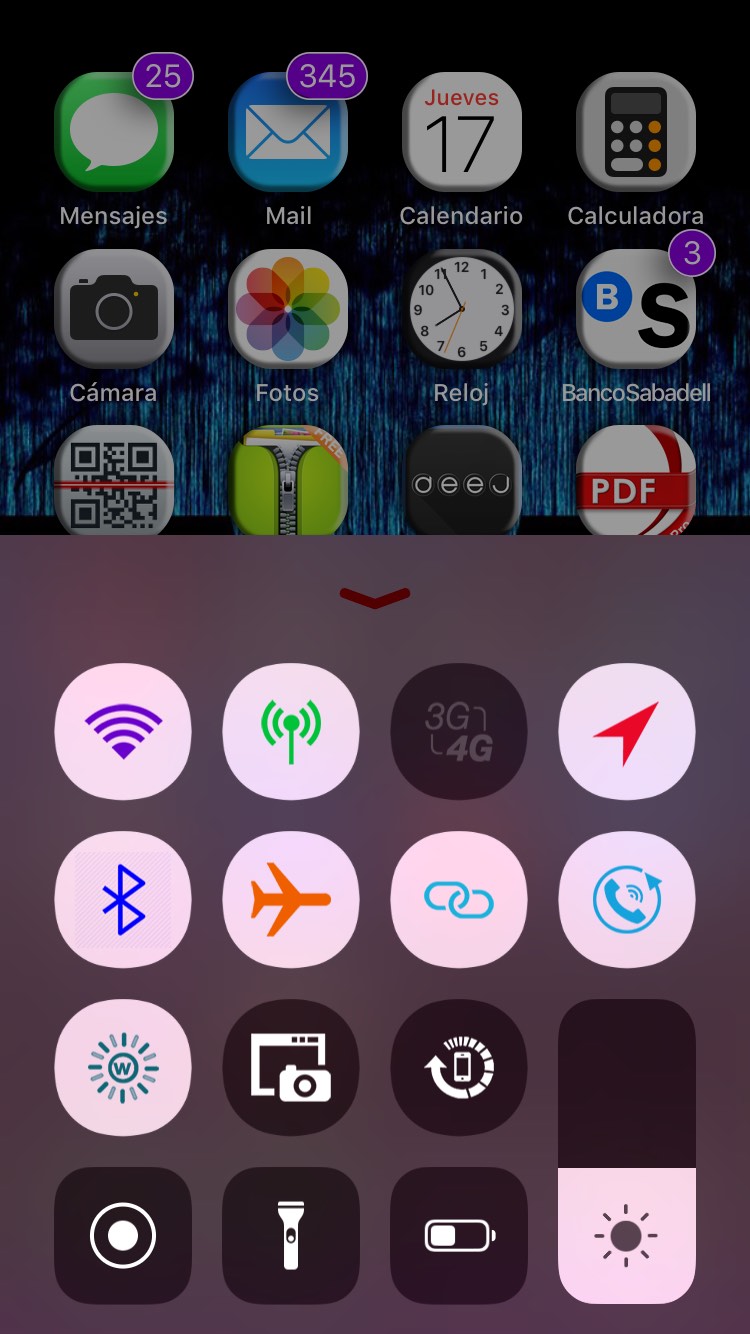 25
345
Jueves
17
Mensajes
Mail
Calendario
Calculadora
3
12
11
1
10
2
9
3
8
4
7
5
6
B
S
Cámara
Fotos
Reloj
BancoSabadell
FREE
deeJ
PDF
Pro
3G
4G
W